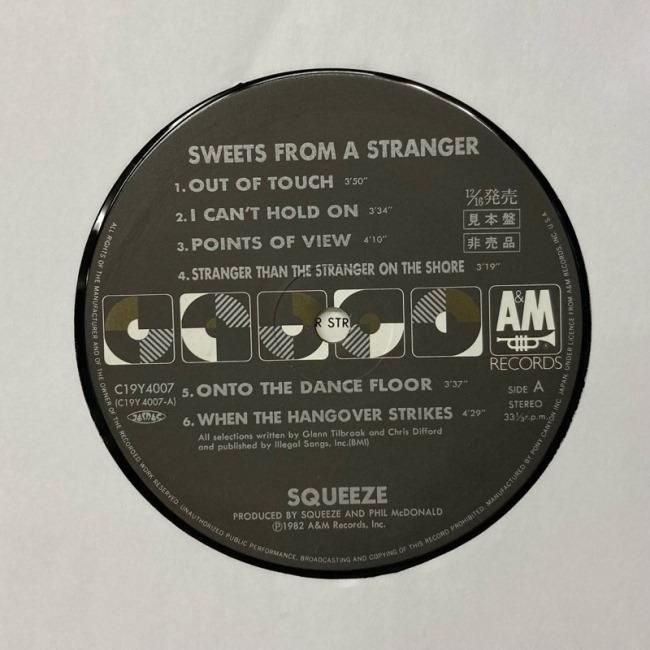 SWEETS FROM A STRANGER
1. OUT OF TOUCH 3'50"
2. I CAN'T HOLD ON 3'34"
3. POINTS OF VIEW 4'10"
4. STRANGER THAN THE STRANGER ON THE SHORE 3'19"
12/16発売
見本盤
非売品
R STR
A&M
RECORDS
C19Y4007
(C19Y 4007-A)
5. ONTO THE DANCE FLOOR 3'37"
6. WHEN THE HANGOVER STRIKES 4'29"
SIDE A
STEREO
33⅓r.p.m.
All selections written by Glenn Tilbrook and Chris Difford
and published by Illegal Songs, Inc.(BMI)
SQUEEZE
PRODUCED BY SQUEEZE AND PHIL McDONALD
Ⓟ1982 A&M Records, Inc.
ALL RIGHTS OF THE MANUFACTURER AND OF THE OWNER OF THE RECORDED WORK RESERVED. UNAUTHORIZED PUBLIC PERFORMANCE, BROADCASTING AND COPYING OF THIS RECORD PROHIBITED. MANUFACTURED BY PONY CANYON INC. JAPAN. UNDER LICENCE FROM A&M RECORDS, INC. U S A